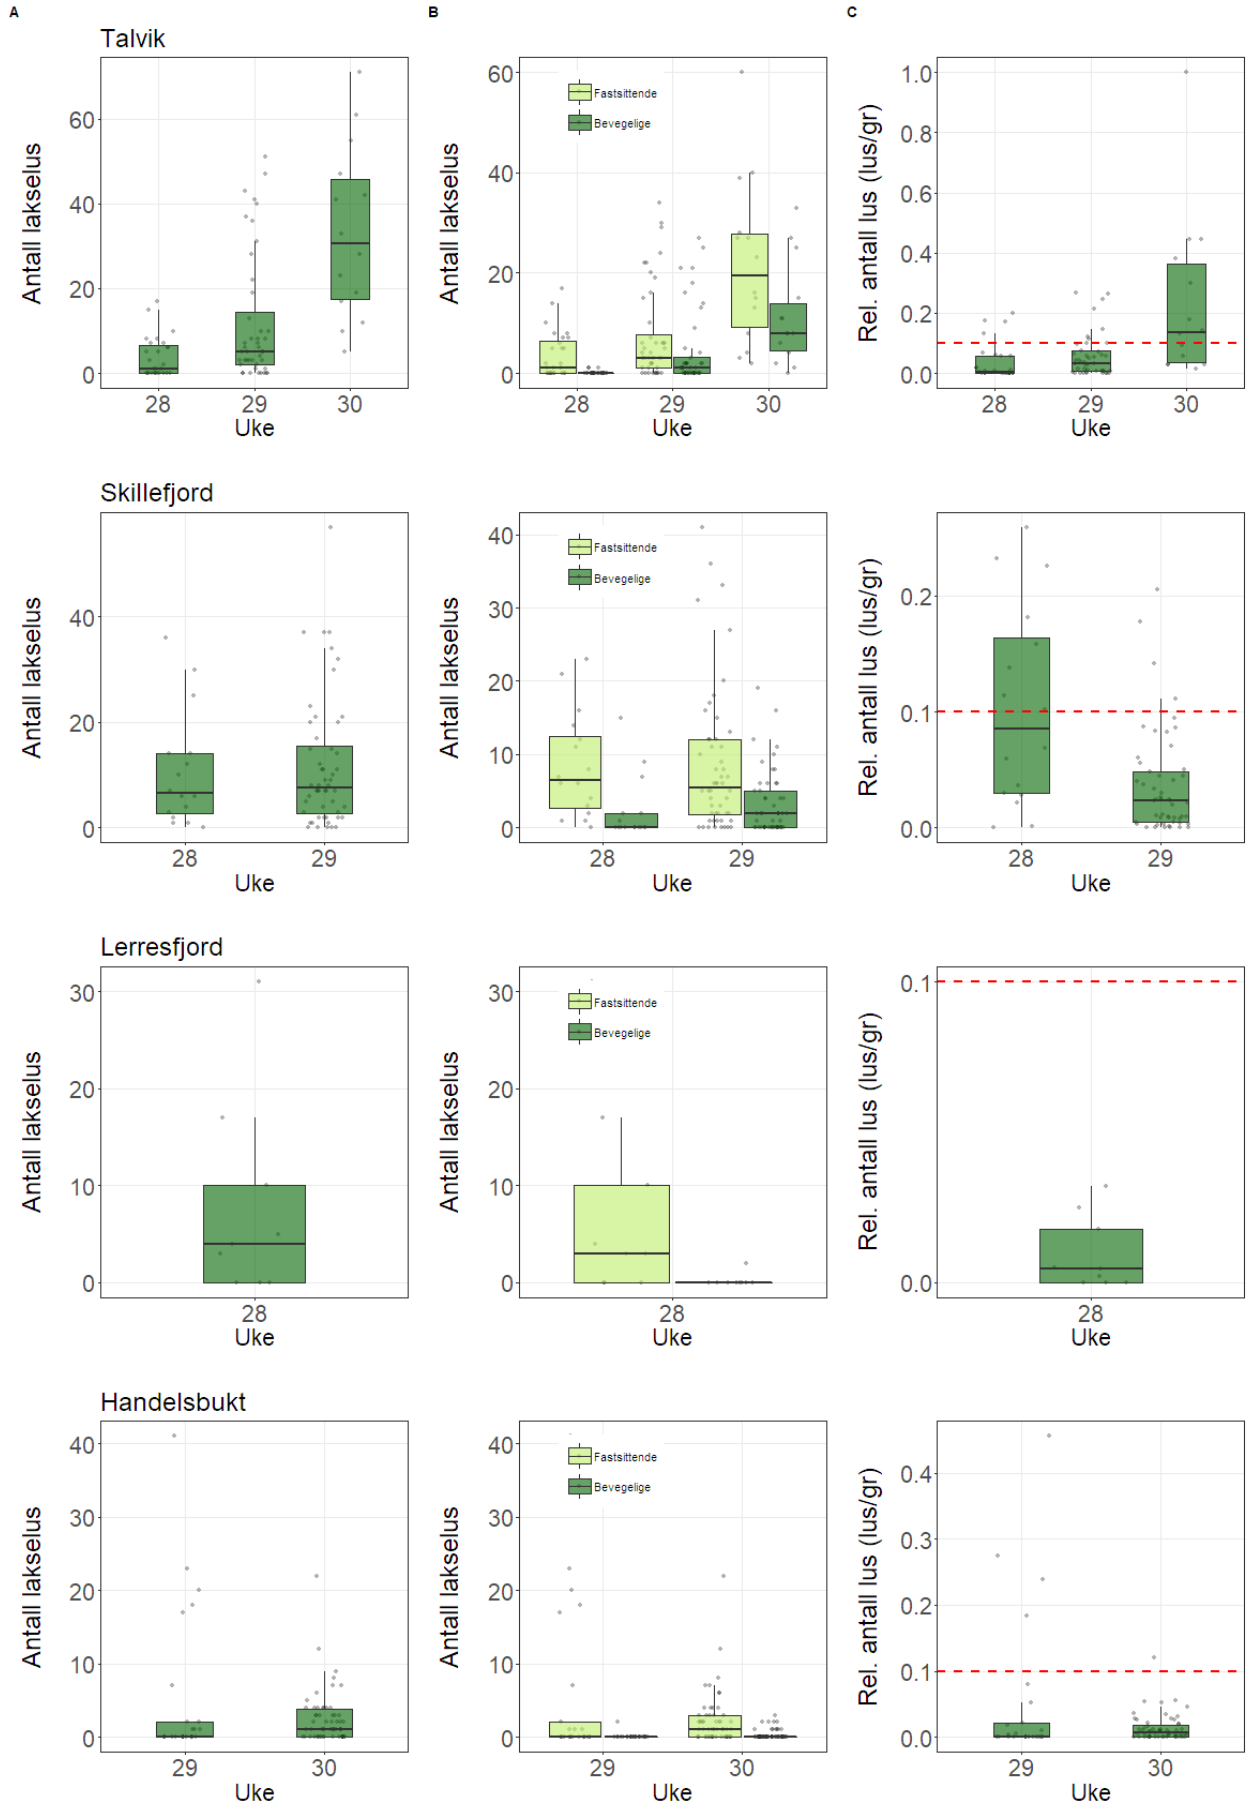 A B C
Talvik
Antall lakselus
60
40
20
0
28 29 30
Uke
Antall lakselus
60
40
20
0
Fastsittende
Bevegelige
28 29 30
Uke
Rel. antall lus (lus/gr)
1.0
0.8
0.6
0.4
0.2
0.0
28 29 30
Uke
Skillefjord
Antall lakselus
40
20
0
28 29
Uke
Antall lakselus
40
30
20
10
0
Fastsittende
Bevegelige
28 29
Uke
Rel. antall lus (lus/gr)
0.2
0.1
0.0
28 29
Uke
Lerresfjord
Antall lakselus
30
20
10
0
28
Uke
Antall lakselus
30
20
10
0
Fastsittende
Bevegelige
28
Uke
Rel. antall lus (lus/gr)
0.1
0.0
28
Uke
Handelsbukt
Antall lakselus
40
30
20
10
0
29 30
Uke
Antall lakselus
40
30
20
10
0
Fastsittende
Bevegelige
29 30
Uke
Rel. antall lus (lus/gr)
0.4
0.3
0.2
0.1
0.0
29 30
Uke